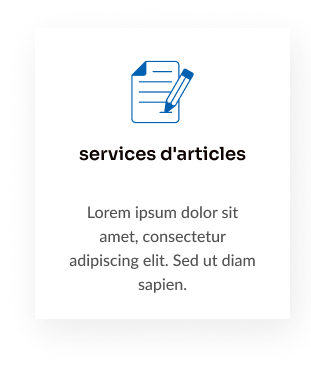 services d'articles
Lorem ipsum dolor sit
amet, consectetur
adipiscing elit. Sed ut diam
sapien.